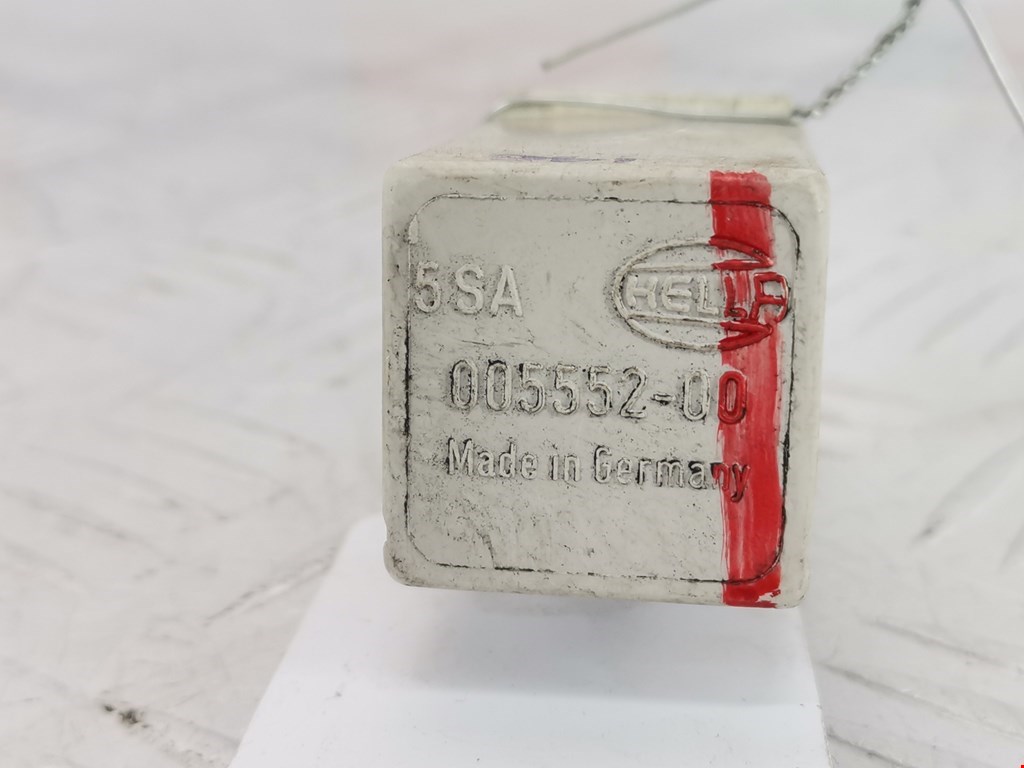 5SA
HELLA
005552-00
Made in Germany